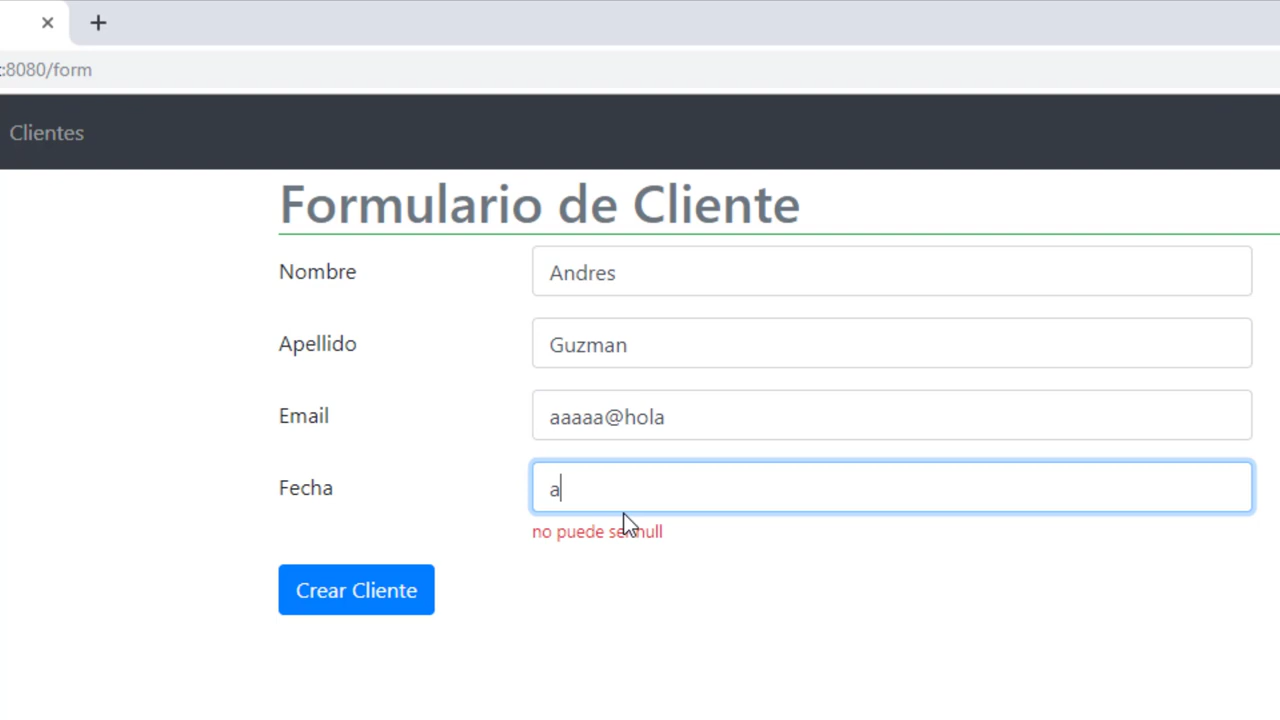 :8080/form
Clientes
Formulario de Cliente
Nombre
Andres
Apellido
Guzman
Email
aaaaa@hola
Fecha
a
no puede ser null
Crear Cliente